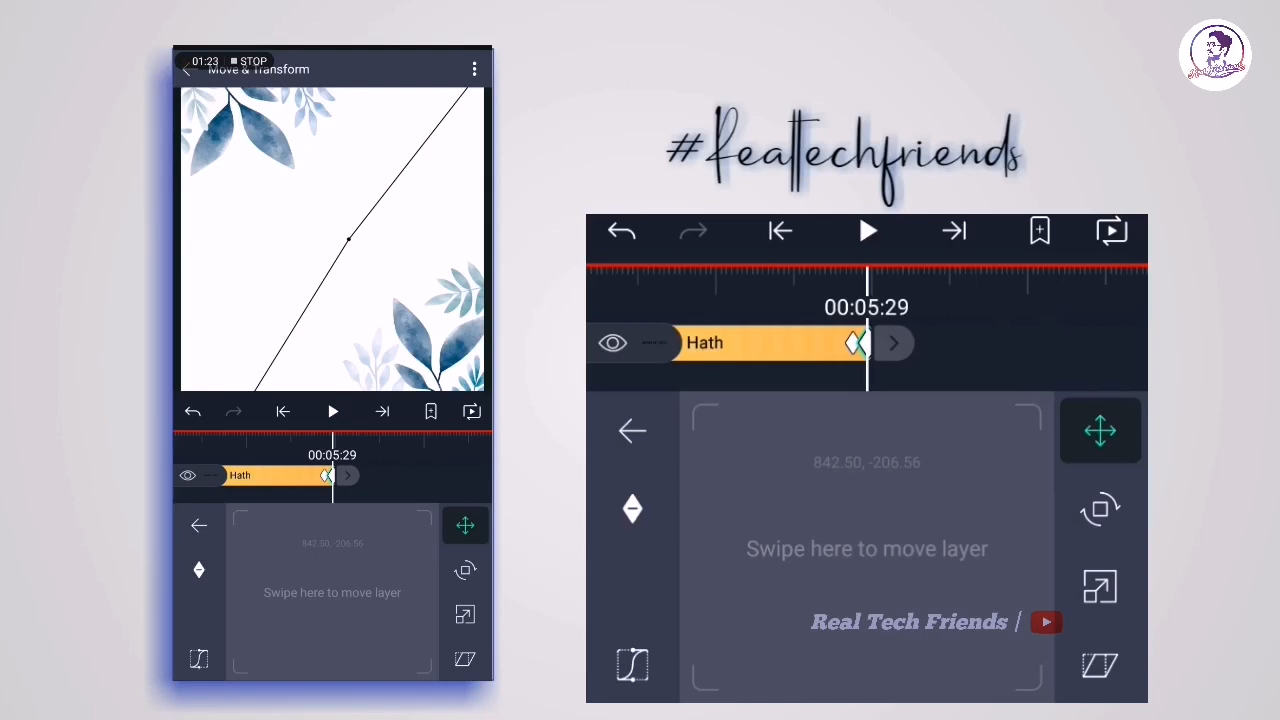 01:23 STOP
Move & Transform
#Realtechfriends
00:05:29
Hath
842.50, -206.56
Swipe here to move layer
00:05:29
Hath
842.50, -206.56
Swipe here to move layer
Real Tech Friends /